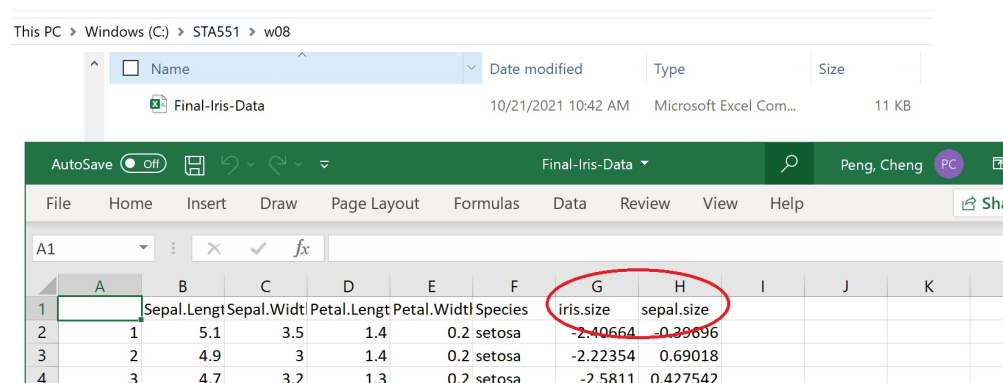 This PC > Windows (C:) > STA551 > w08
Name Date modified Type Size
Final-Iris-Data 10/21/2021 10:42 AM Microsoft Excel Com... 11 KB
AutoSave Off Final-Iris-Data Peng, Cheng PC
File Home Insert Draw Page Layout Formulas Data Review View Help Sha
A1 fx
A B C D E F G H I J K
1 Sepal.Lengt Sepal.Widt Petal.Lengt Petal.Width Species iris.size sepal.size
2 1 5.1 3.5 1.4 0.2 setosa -2.40664 -0.39696
3 2 4.9 3 1.4 0.2 setosa -2.22354 0.69018
4 3 4.7 3.2 1.3 0.2 setosa -2.5811 0.427542